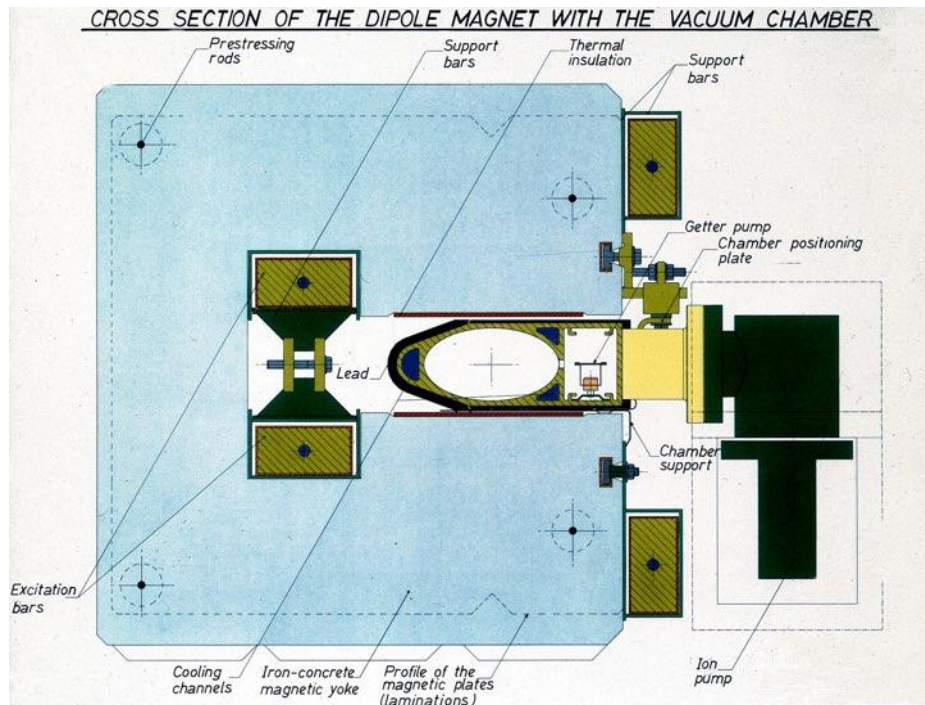 CROSS SECTION OF THE DIPOLE MAGNET WITH THE VACUUM CHAMBER
Prestressing
rods
Support
bars
Thermal
insulation
Support
bars
Getter pump
Chamber positioning
plate
Lead
Chamber
support
Excitation
bars
Cooling
channels
Iron-concrete
magnetic yoke
Profile of the
magnetic plates
(laminations)
Ion
pump